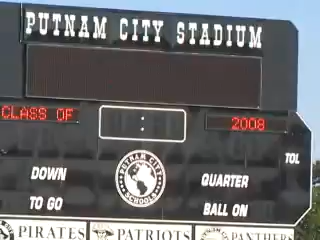 PUTNAM CITY STADIUM
CLASS OF : 2008
PUTNAM CITY
SCHOOLS
TOL
DOWN QUARTER
TO GO BALL ON
PIRATES PATRIOTS PANTHERS